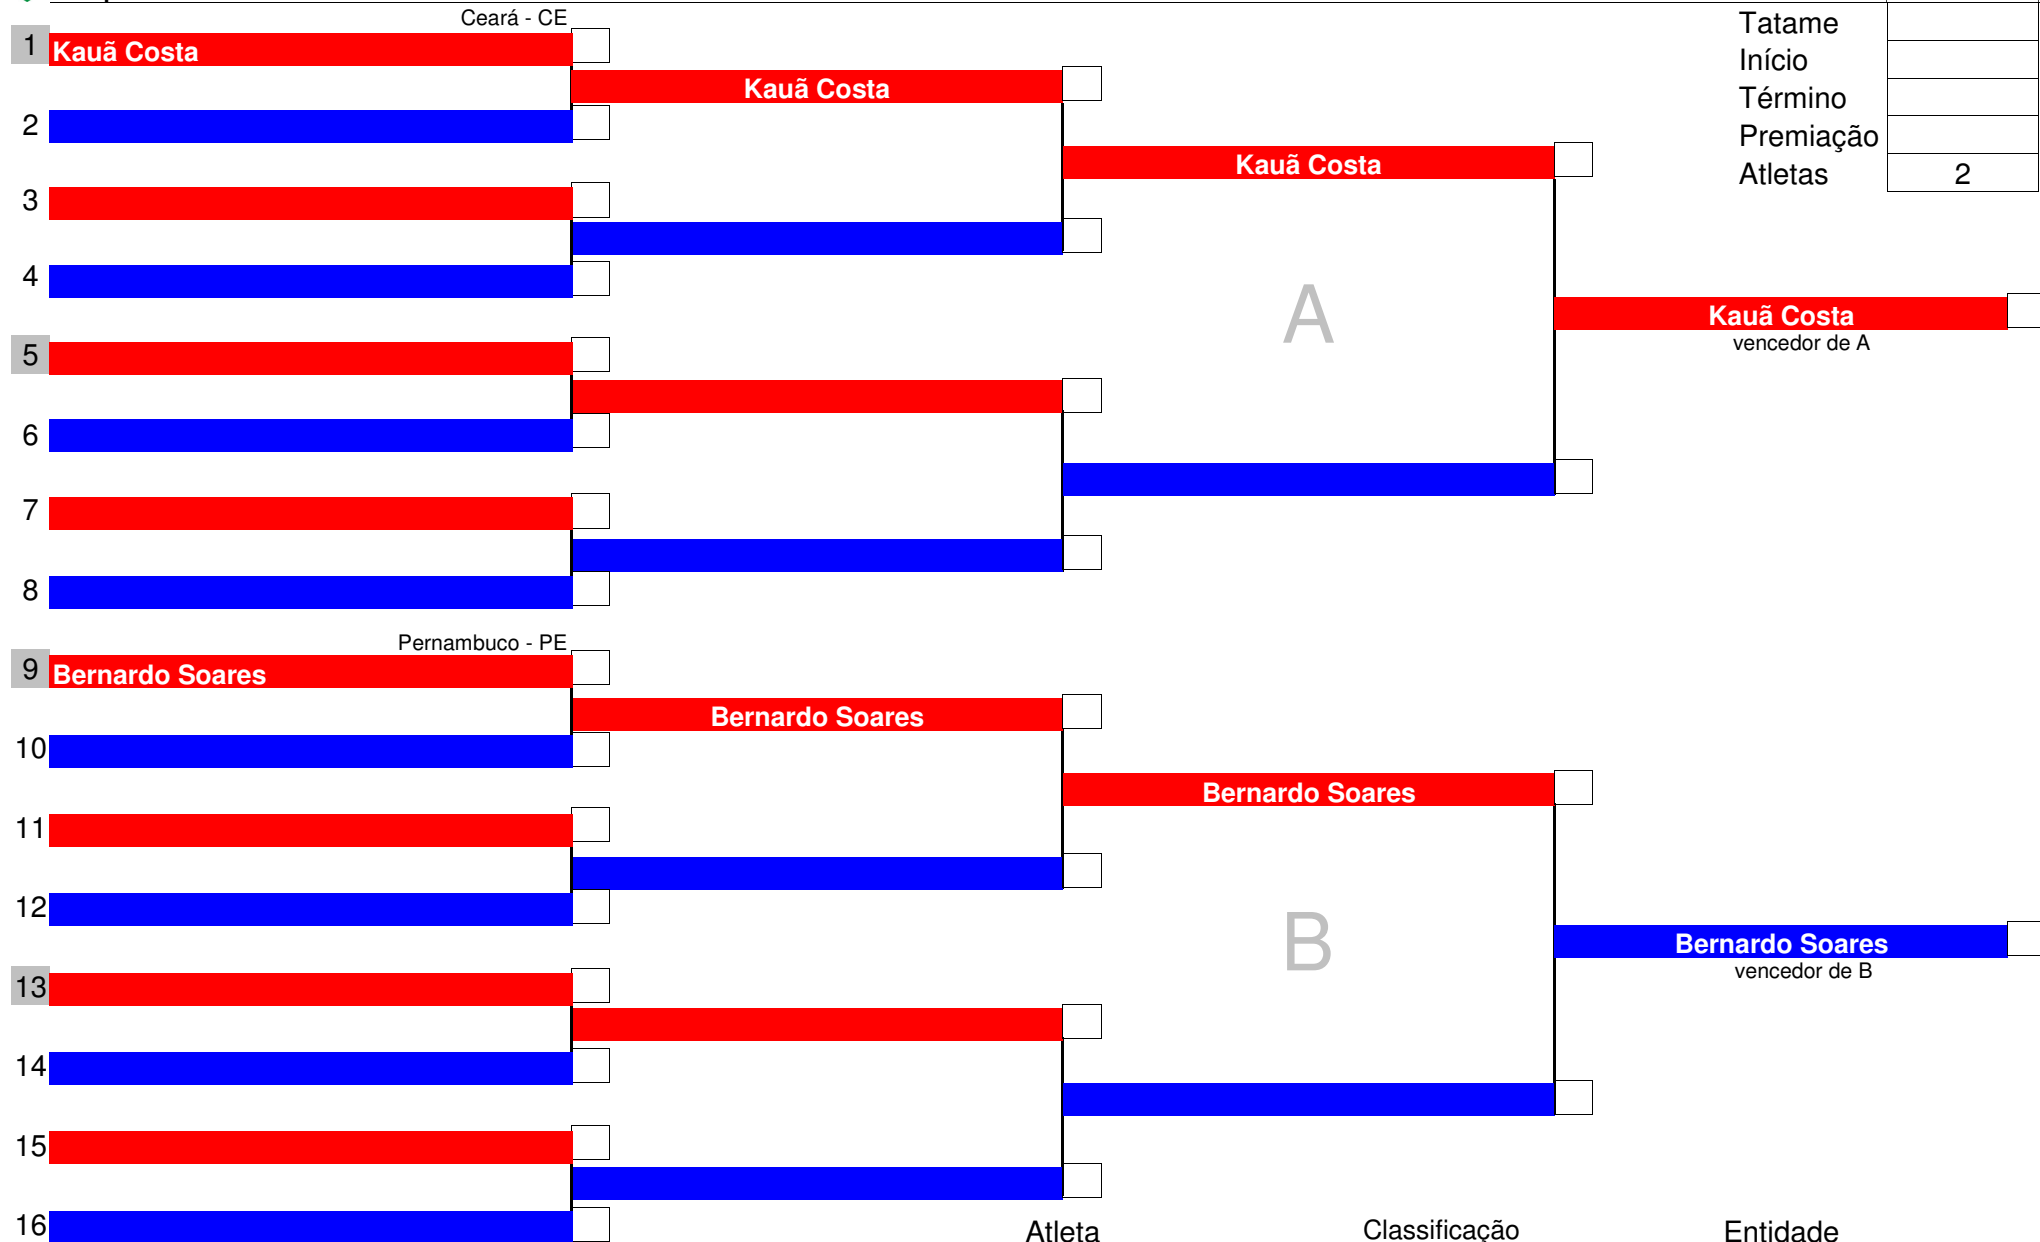 Ceará - CE
1 Kauã Costa
Kauã Costa
2
Kauã Costa
3
4
A
Kauã Costa
vencedor de A
5
6
7
8
Pernambuco - PE
9 Bernardo Soares
Bernardo Soares
10
Bernardo Soares
11
12
B
Bernardo Soares
vencedor de B
13
14
15
16
Tatame
Início
Término
Premiação
Atletas 2
Atleta Classificação Entidade